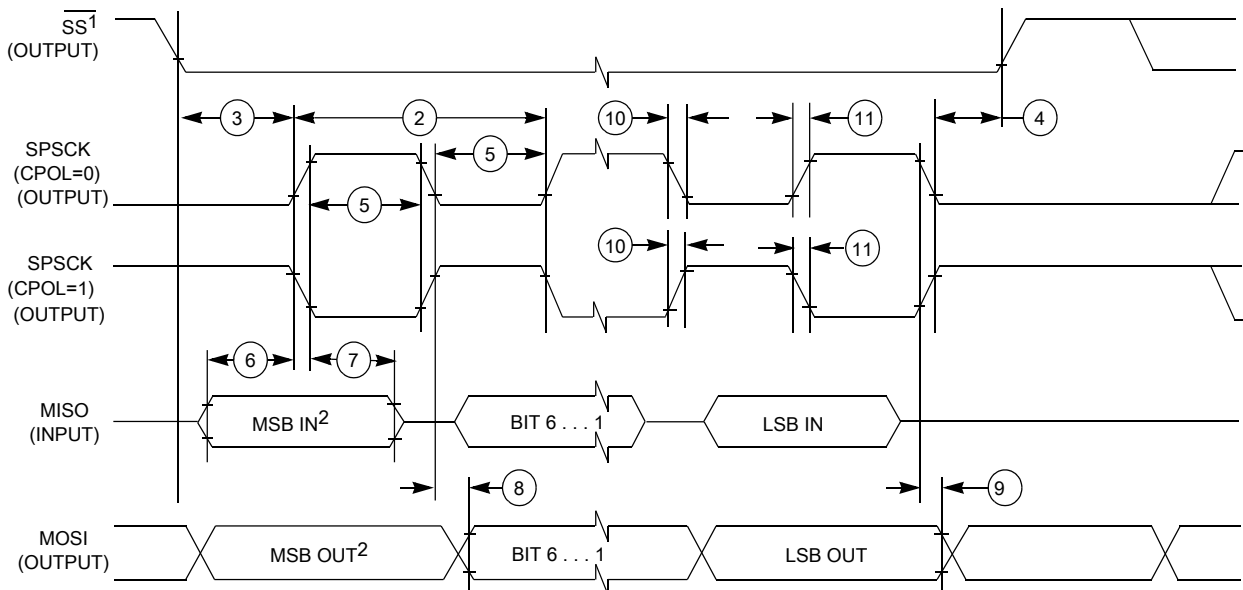 SS¹
(OUTPUT)
3
2
10
11
4
SPSCK
(CPOL=0)
(OUTPUT)
5
5
SPSCK
(CPOL=1)
(OUTPUT)
10
11
6
7
MISO
(INPUT)
MSB IN²
BIT 6 . . . 1
LSB IN
8
9
MOSI
(OUTPUT)
MSB OUT²
BIT 6 . . . 1
LSB OUT